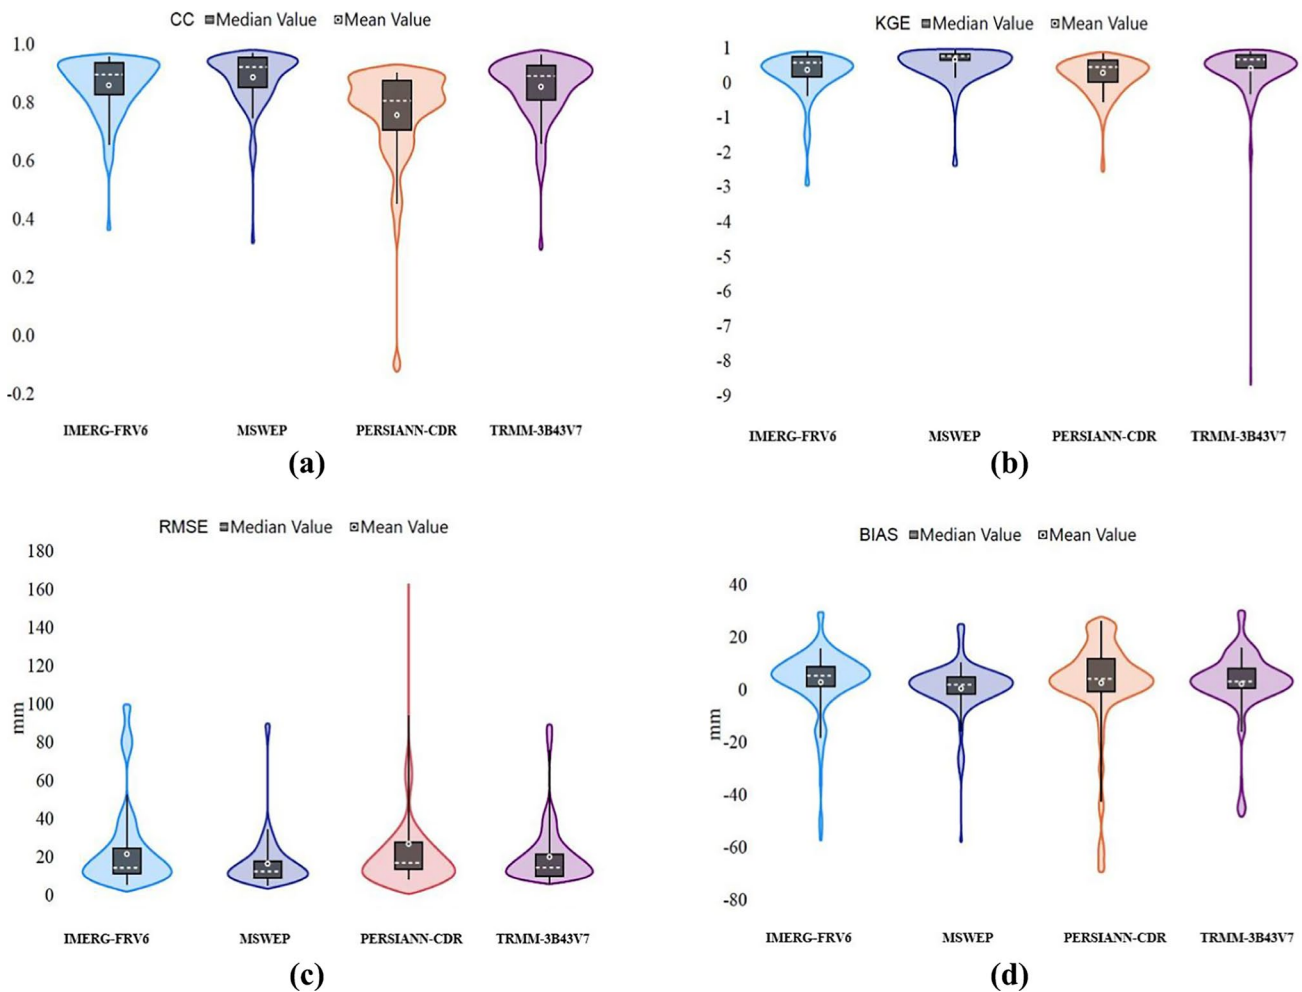 CC Median Value Mean Value
1.0
0.8
0.6
0.4
0.2
0.0
-0.2
IMERG-FRV6 MSWEP PERSIANN-CDR TRMM-3B43V7
(a)
KGE Median Value Mean Value
1
0
-1
-2
-3
-4
-5
-6
-7
-8
-9
IMERG-FRV6 MSWEP PERSIANN-CDR TRMM-3B43V7
(b)
RMSE Median Value Mean Value
180
160
140
120
100
80
60
40
20
0
mm
IMERG-FRV6 MSWEP PERSIANN-CDR TRMM-3B43V7
(c)
BIAS Median Value Mean Value
40
20
0
-20
-40
-60
-80
mm
IMERG-FRV6 MSWEP PERSIANN-CDR TRMM-3B43V7
(d)